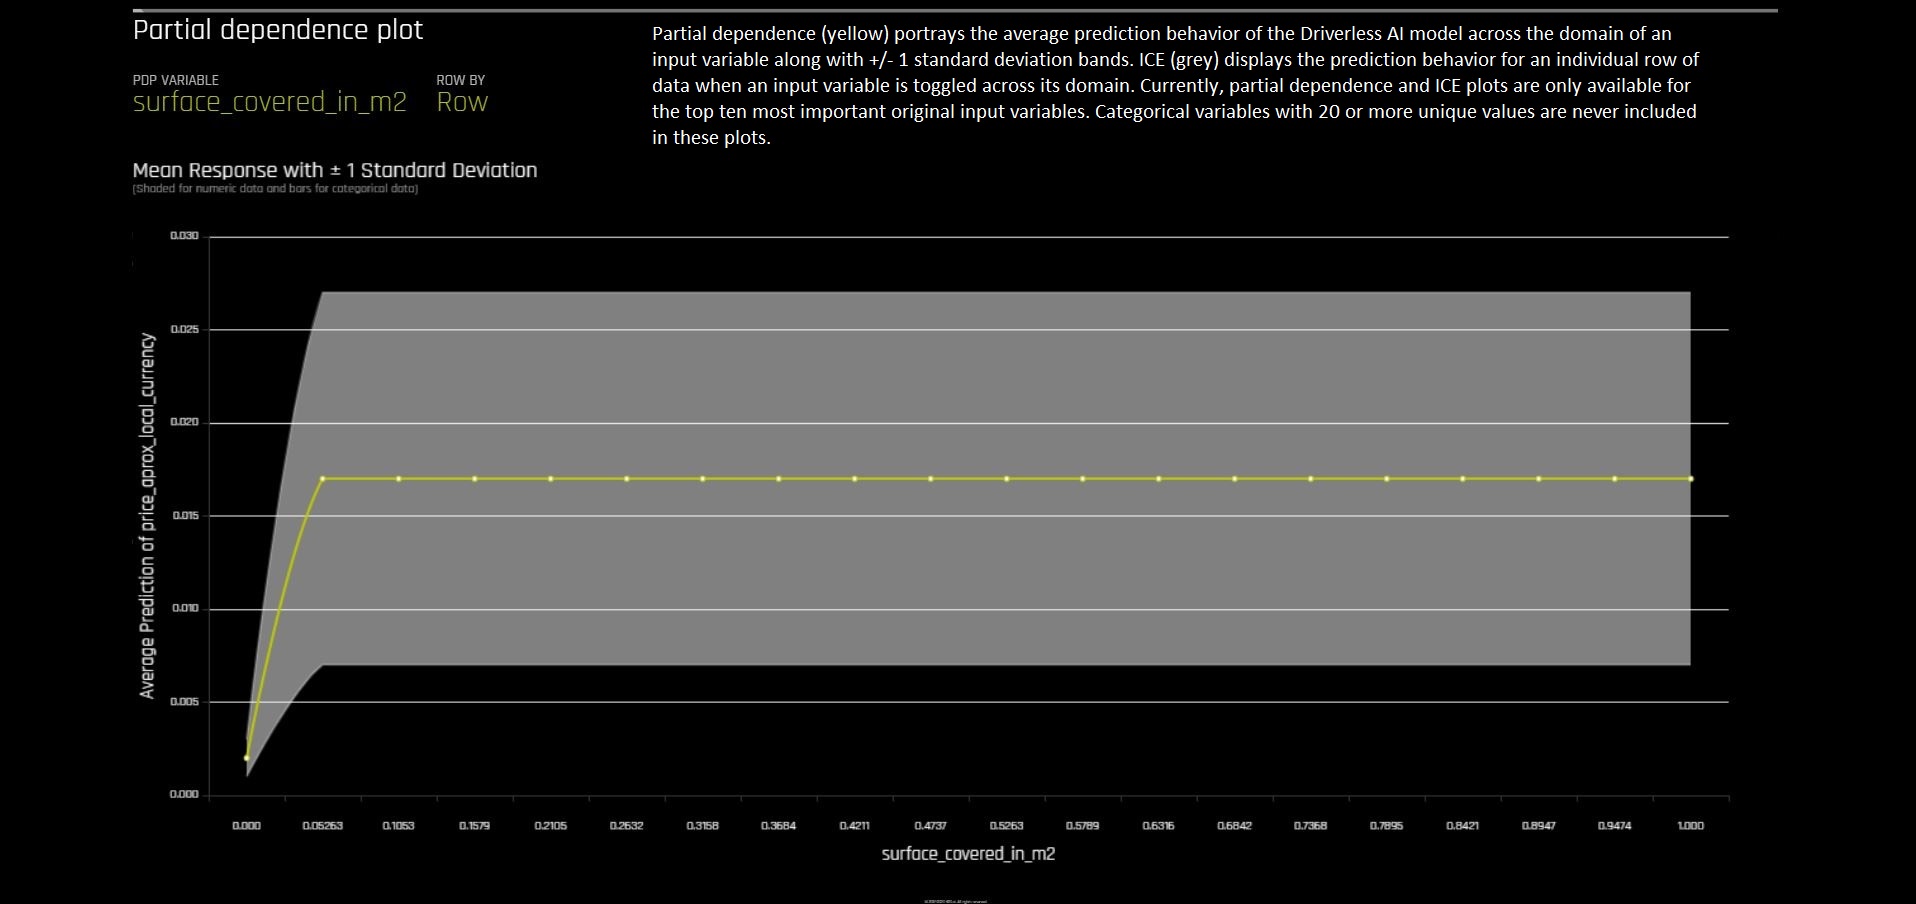 Partial dependence plot
PDP VARIABLE
surface_covered_in_m2
ROW BY
Row
Partial dependence (yellow) portrays the average prediction behavior of the Driverless AI model across the domain of an
input variable along with +/- 1 standard deviation bands. ICE (grey) displays the prediction behavior for an individual row of
data when an input variable is toggled across its domain. Currently, partial dependence and ICE plots are only available for
the top ten most important original input variables. Categorical variables with 20 or more unique values are never included
in these plots.
Mean Response with ± 1 Standard Deviation
(Shaded for numeric data and bars for categorical data)
Average Prediction of price_aprox_local_currency
0.030
0.025
0.020
0.015
0.010
0.005
0.000
0.000 0.05263 0.1053 0.1579 0.2105 0.2632 0.3158 0.3684 0.4211 0.4737 0.5263 0.5789 0.6316 0.6842 0.7368 0.7895 0.8421 0.8947 0.9474 1.000
surface_covered_in_m2